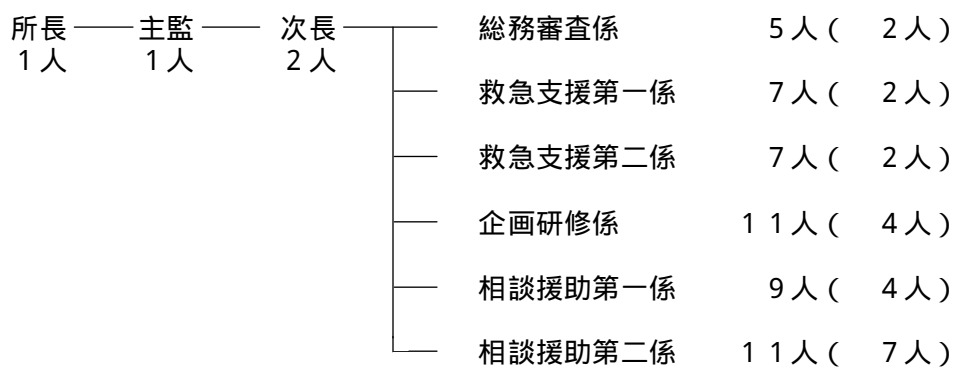 所長 主監 次長 総務審査係 5人( 2人)
1人 1人 2人
救急支援第一係 7人( 2人)
救急支援第二係 7人( 2人)
企画研修係 11人( 4人)
相談援助第一係 9人( 4人)
相談援助第二係 11人( 7人)